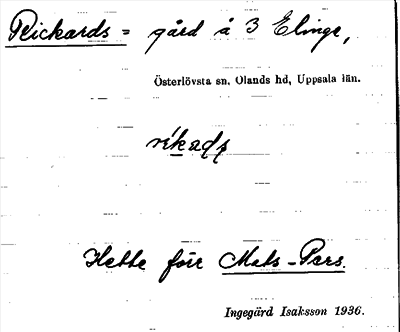 Rickards = gård å 3 Elinge,
Österlövsta sn, Olands hd, Uppsala län.
Hette förr Mats-Pers.
Ingegärd Isaksson 1936.